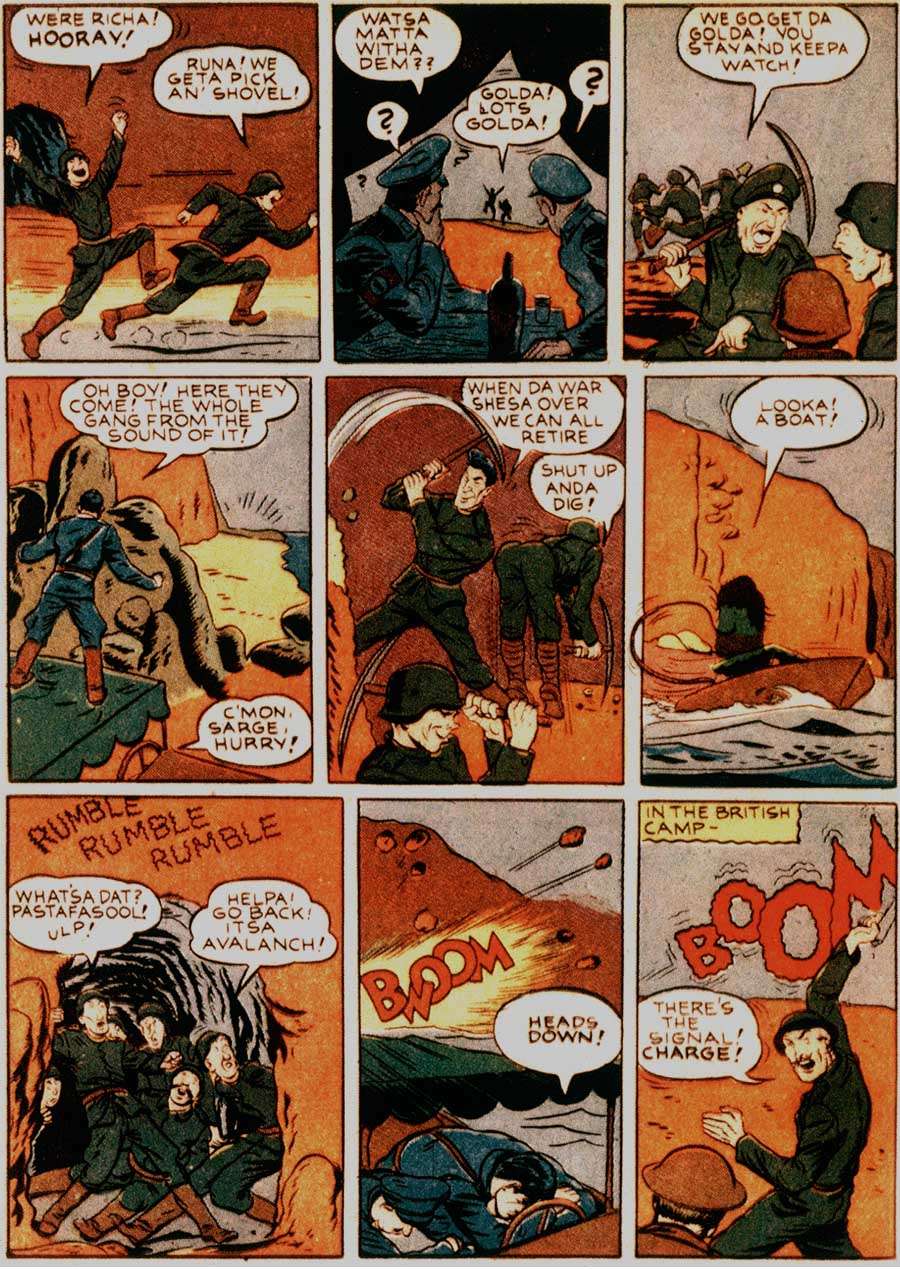 WE'RE RICHA!
HOORAY!
RUNA! WE
GETA PICK
AN' SHOVEL!
WATSA
MATTA
WITHA
DEM??
?
?
GOLDA!
LOTS
GOLDA!
?
?
WE GO GET DA
GOLDA! YOU
STAY AND KEEPA
WATCH!
OH BOY! HERE THEY
COME! THE WHOLE
GANG FROM THE
SOUND OF IT!
C'MON,
SARGE,
HURRY!
WHEN DA WAR
SHESA OVER
WE CAN ALL
RETIRE
SHUT UP
ANDA
DIG!
LOOKA!
A BOAT!
RUMBLE
RUMBLE
RUMBLE
WHAT'SA DAT?
PASTAFASOOL!
ULP!
HELPA!
GO BACK!
ITSA
AVALANCH!
BWOOM
HEADS
DOWN!
IN THE BRITISH
CAMP-
BOOOM
THERE'S
THE
SIGNAL!
CHARGE!